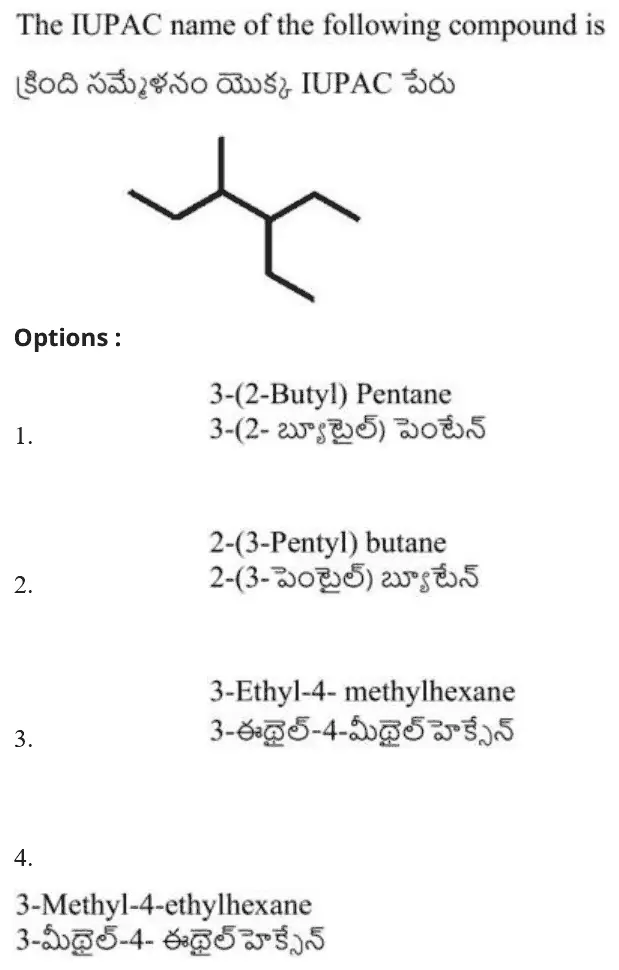 The IUPAC name of the following compound is
క్రింది సమ్మేళనం యొక్క IUPAC పేరు
Options :
3-(2-Butyl) Pentane
1.
3-(2- బ్యూటైల్) పెంటేన్
2-(3-Pentyl) butane
2.
2-(3-పెంటైల్) బ్యూటేన్
3-Ethyl-4- methylhexane
3.
3-ఈథైల్-4-మీథైల్ హెక్సేన్
4.
3-Methyl-4-ethylhexane
3-మీథైల్-4- ఈథైల్ హెక్సేన్